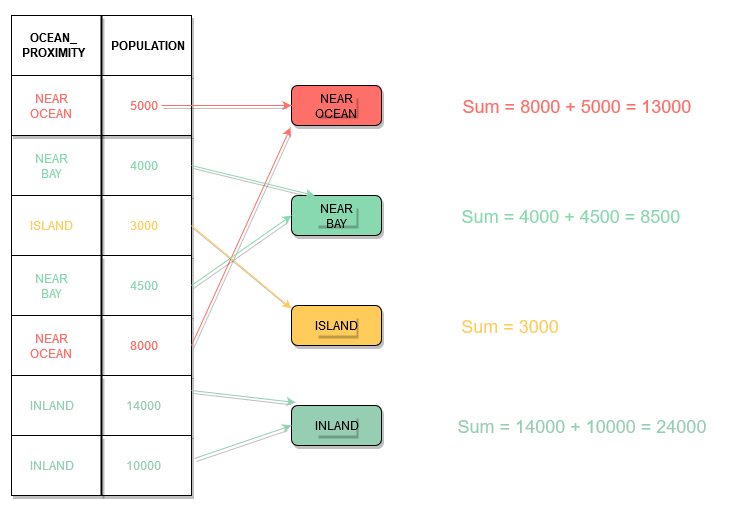 OCEAN_
PROXIMITY
POPULATION
NEAR
OCEAN
5000
NEAR
BAY
4000
ISLAND
3000
NEAR
BAY
4500
NEAR
OCEAN
8000
INLAND
14000
INLAND
10000
NEAR
OCEAN
Sum = 8000 + 5000 = 13000
NEAR
BAY
Sum = 4000 + 4500 = 8500
ISLAND
Sum = 3000
INLAND
Sum = 14000 + 10000 = 24000